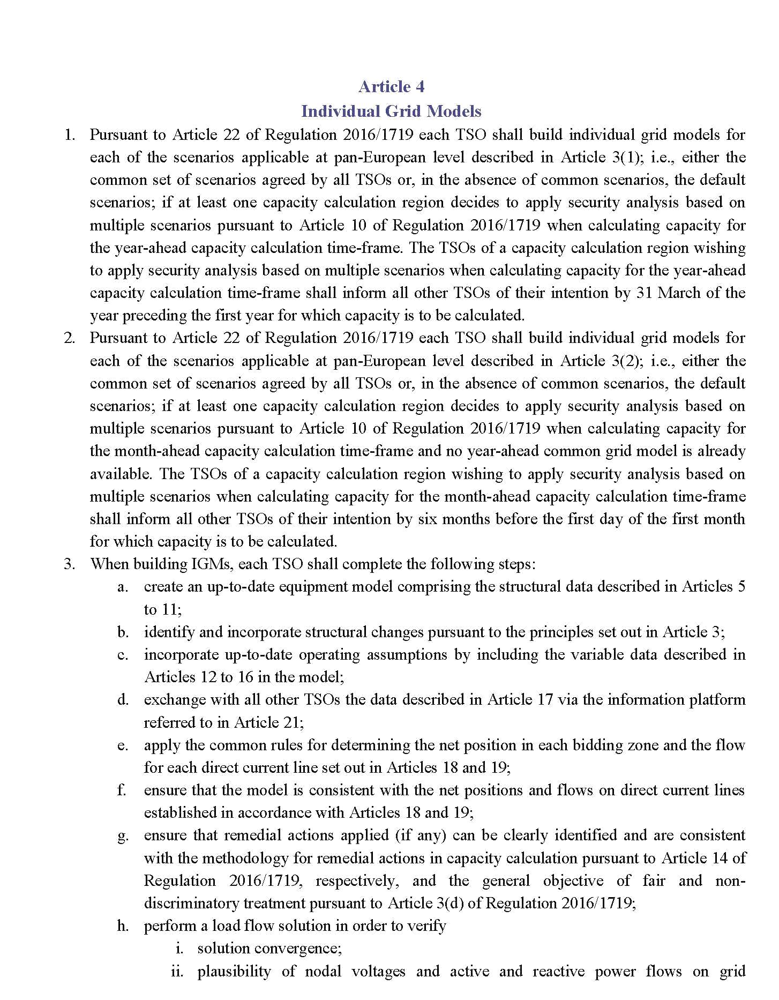 Article 4
Individual Grid Models
1. Pursuant to Article 22 of Regulation 2016/1719 each TSO shall build individual grid models for
each of the scenarios applicable at pan-European level described in Article 3(1); i.e., either the
common set of scenarios agreed by all TSOs or, in the absence of common scenarios, the default
scenarios; if at least one capacity calculation region decides to apply security analysis based on
multiple scenarios pursuant to Article 10 of Regulation 2016/1719 when calculating capacity for
the year-ahead capacity calculation time-frame. The TSOs of a capacity calculation region wishing
to apply security analysis based on multiple scenarios when calculating capacity for the year-ahead
capacity calculation time-frame shall inform all other TSOs of their intention by 31 March of the
year preceding the first year for which capacity is to be calculated.
2. Pursuant to Article 22 of Regulation 2016/1719 each TSO shall build individual grid models for
each of the scenarios applicable at pan-European level described in Article 3(2); i.e., either the
common set of scenarios agreed by all TSOs or, in the absence of common scenarios, the default
scenarios; if at least one capacity calculation region decides to apply security analysis based on
multiple scenarios pursuant to Article 10 of Regulation 2016/1719 when calculating capacity for
the month-ahead capacity calculation time-frame and no year-ahead common grid model is already
available. The TSOs of a capacity calculation region wishing to apply security analysis based on
multiple scenarios when calculating capacity for the month-ahead capacity calculation time-frame
shall inform all other TSOs of their intention by six months before the first day of the first month
for which capacity is to be calculated.
3. When building IGMs, each TSO shall complete the following steps:
a. create an up-to-date equipment model comprising the structural data described in Articles 5
to 11;
b. identify and incorporate structural changes pursuant to the principles set out in Article 3;
c. incorporate up-to-date operating assumptions by including the variable data described in
Articles 12 to 16 in the model;
d. exchange with all other TSOs the data described in Article 17 via the information platform
referred to in Article 21;
e. apply the common rules for determining the net position in each bidding zone and the flow
for each direct current line set out in Articles 18 and 19;
f. ensure that the model is consistent with the net positions and flows on direct current lines
established in accordance with Articles 18 and 19;
g. ensure that remedial actions applied (if any) can be clearly identified and are consistent
with the methodology for remedial actions in capacity calculation pursuant to Article 14 of
Regulation 2016/1719, respectively, and the general objective of fair and non-
discriminatory treatment pursuant to Article 3(d) of Regulation 2016/1719;
h. perform a load flow solution in order to verify
i. solution convergence;
ii. plausibility of nodal voltages and active and reactive power flows on grid